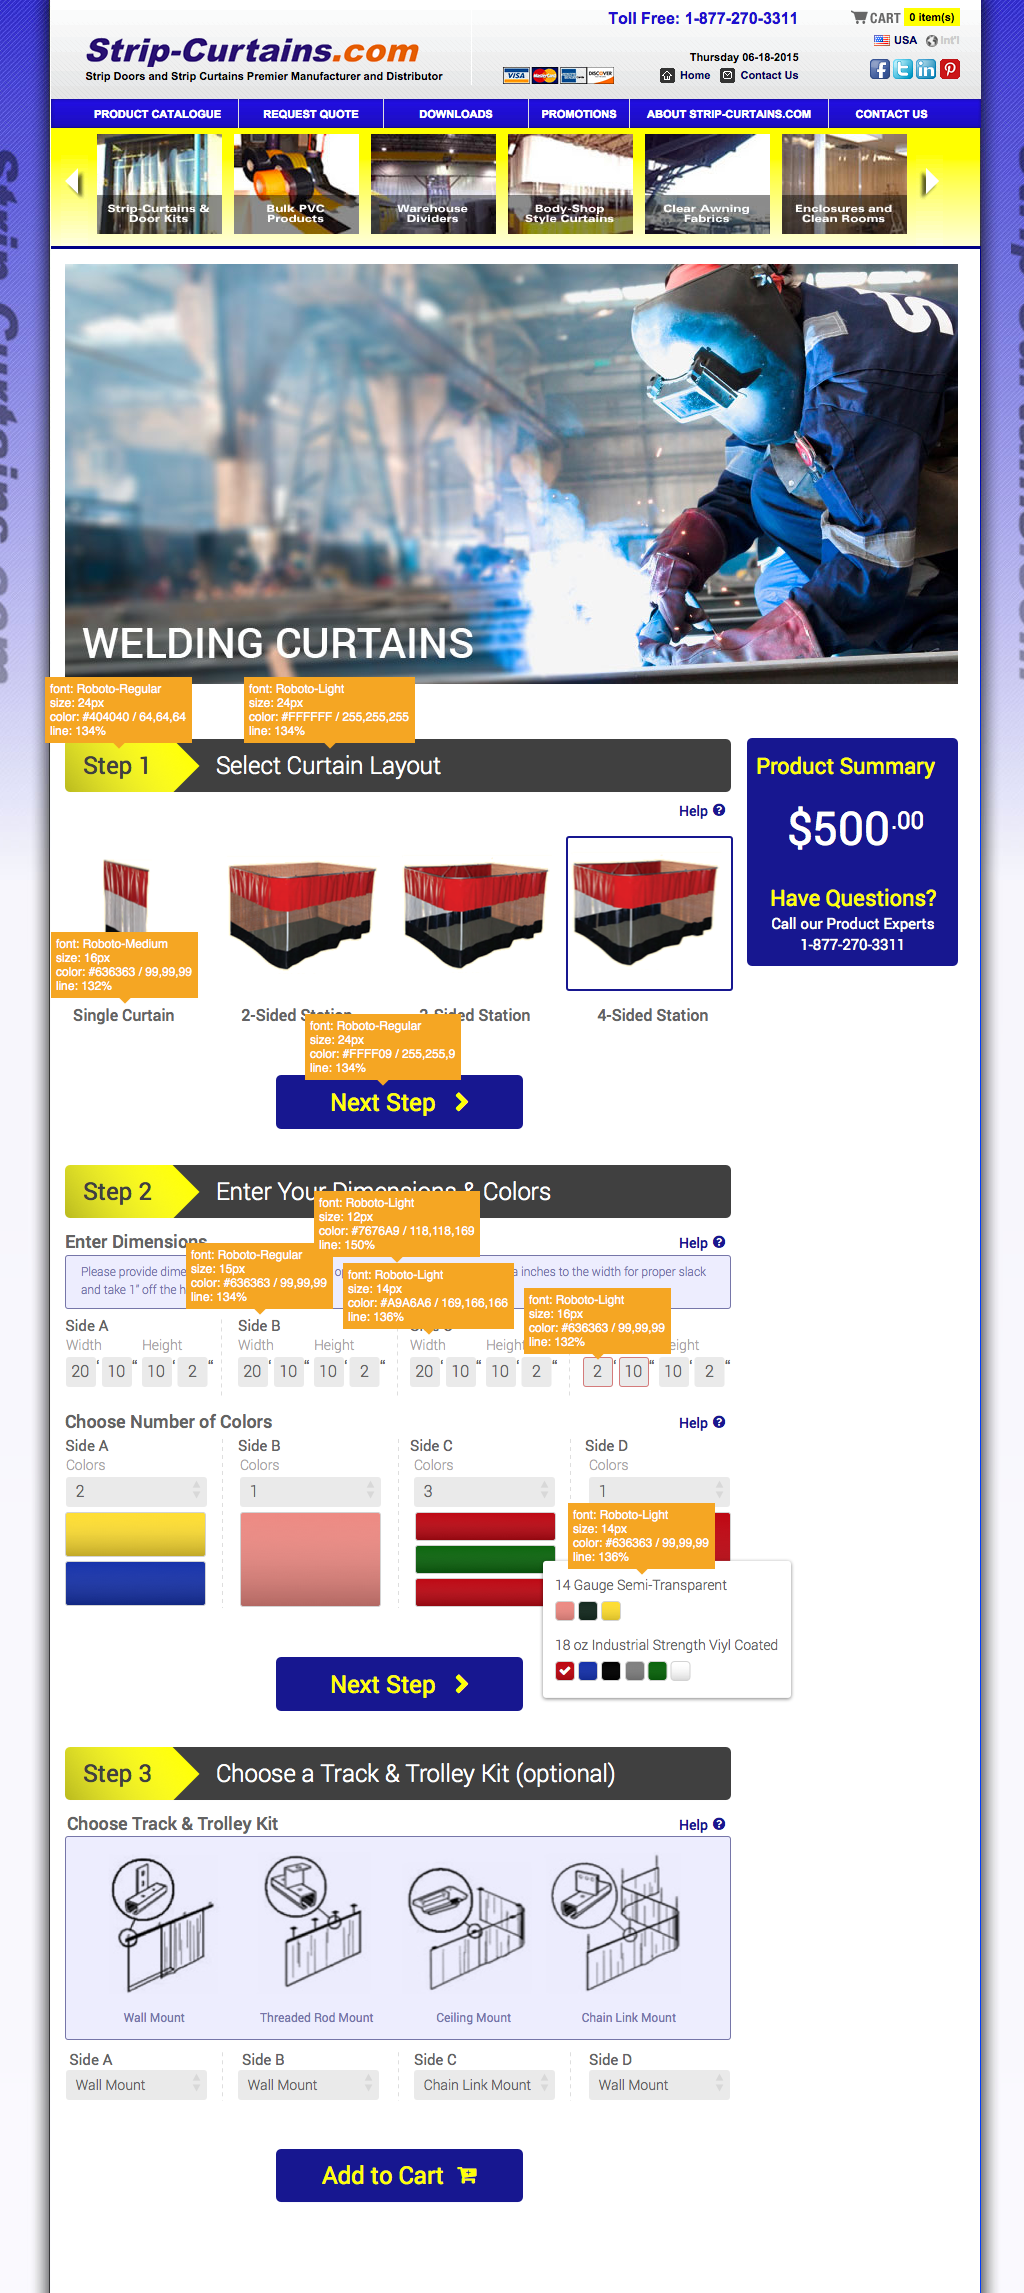 Toll Free: 1-877-270-3311
CART 0 item(s)
USA Int'l
Strip-Curtains.com
Strip Doors and Strip Curtains Premier Manufacturer and Distributor
VISA MasterCard DISCOVER
Thursday 06-18-2015
Home Contact Us
PRODUCT CATALOGUE REQUEST QUOTE DOWNLOADS PROMOTIONS ABOUT STRIP-CURTAINS.COM CONTACT US
Strip-Curtains & Door Kits
Bulk PVC Products
Warehouse Dividers
Body-Shop Style Curtains
Clear Awning Fabrics
Enclosures and Clean Rooms
Strip-Curtains.com
WELDING CURTAINS
font: Roboto-Regular
size: 24px
color: #404040 / 64,64,64
line: 134%
font: Roboto-Light
size: 24px
color: #FFFFFF / 255,255,255
line: 134%
Step 1 Select Curtain Layout
Help ?
Product Summary
$500.00
Have Questions?
Call our Product Experts
1-877-270-3311
font: Roboto-Medium
size: 16px
color: #636363 / 99,99,99
line: 132%
Single Curtain 2-Sided Station 3-Sided Station 4-Sided Station
font: Roboto-Regular
size: 24px
color: #FFFF09 / 255,255,9
line: 134%
Next Step
Step 2 Enter Your Dimensions & Colors
font: Roboto-Light
size: 12px
color: #7676A9 / 118,118,169
line: 150%
Enter Dimensions Help ?
font: Roboto-Regular
size: 15px
color: #636363 / 99,99,99
line: 134%
Please provide dime
a inches to the width for proper slack
and take 1" off the h
font: Roboto-Light
size: 14px
color: #A9A6A6 / 169,166,166
line: 136%
font: Roboto-Light
size: 16px
color: #636363 / 99,99,99
line: 132%
Side A Side B
Width Height Width Height Width Height eight
20 ' 10 " 10 ' 2 " 20 ' 10 " 10 ' 2 " 20 ' 10 " 10 ' 2 " 2 ' 10 " 10 ' 2 "
Choose Number of Colors Help ?
Side A Side B Side C Side D
Colors Colors Colors Colors
2 1 3 1
font: Roboto-Light
size: 14px
color: #636363 / 99,99,99
line: 136%
14 Gauge Semi-Transparent
18 oz Industrial Strength Viyl Coated
Next Step
Step 3 Choose a Track & Trolley Kit (optional)
Choose Track & Trolley Kit Help ?
Wall Mount Threaded Rod Mount Ceiling Mount Chain Link Mount
Side A Side B Side C Side D
Wall Mount Wall Mount Chain Link Mount Wall Mount
Add to Cart